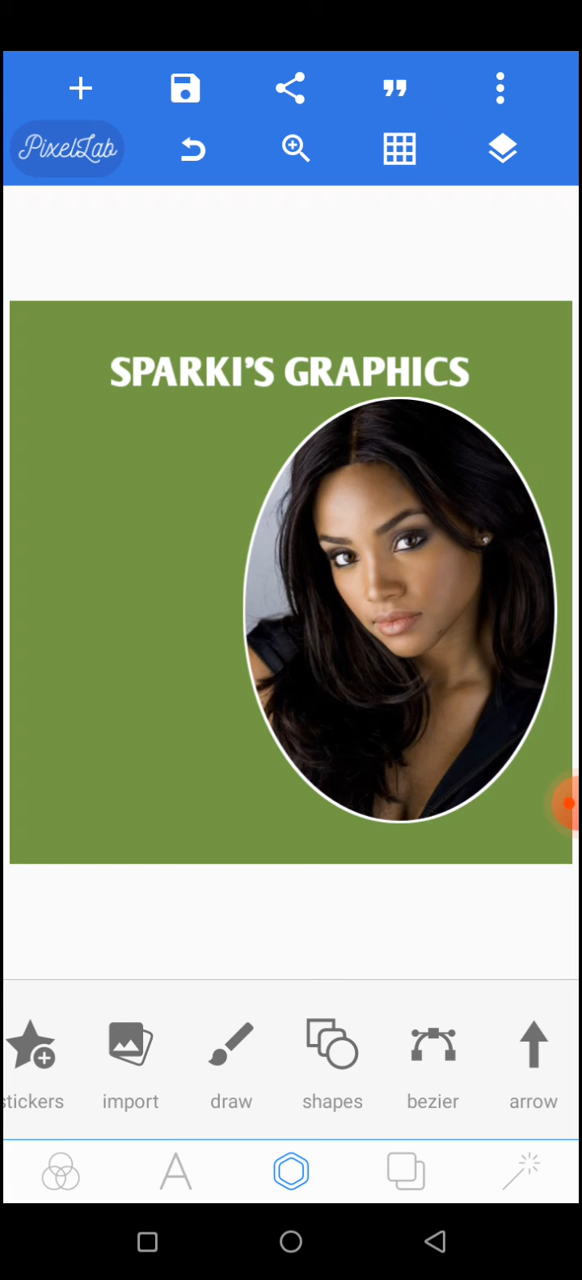 PixelLab
SPARKI'S GRAPHICS
stickers
import
draw
shapes
bezier
arrow